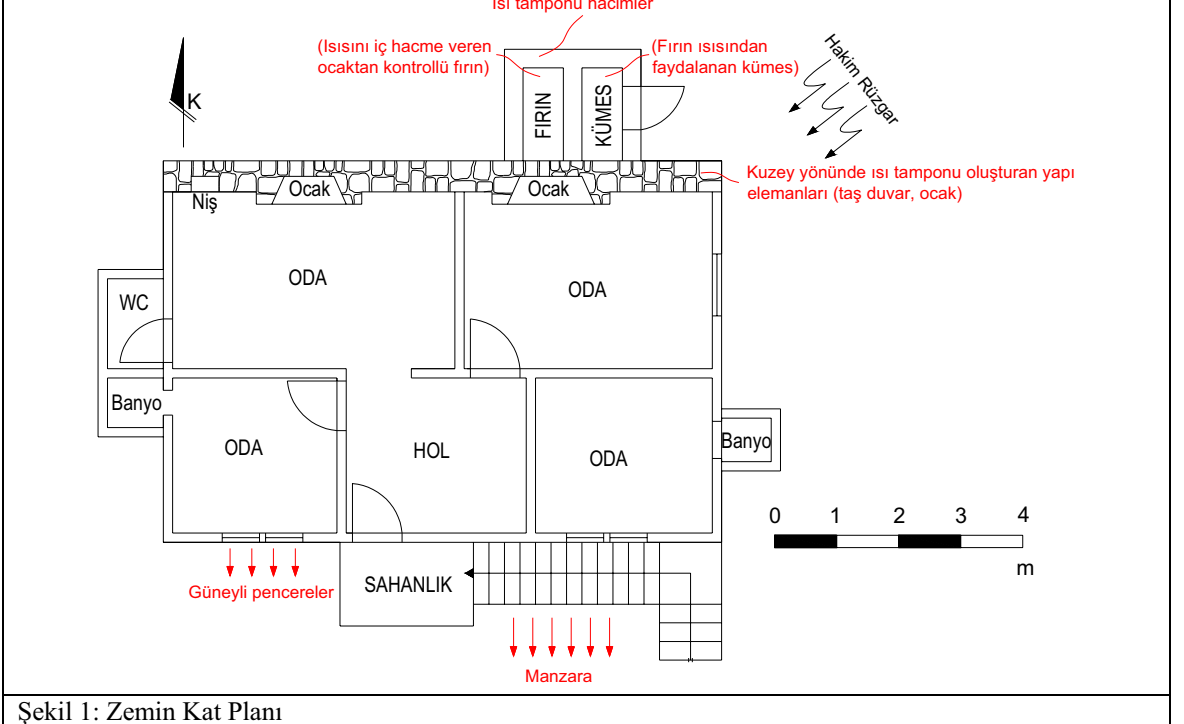 Isı tamponu hacimler
(Isısını iç hacme veren
ocaktan kontrollü fırın)
(Fırın ısısından
faydalanan kümes)
Hakim Rüzgar
K
FIRIN
KÜMES
Kuzey yönünde ısı tamponu oluşturan yapı
elemanları (taş duvar, ocak)
Ocak
Ocak
Niş
ODA
ODA
WC
Banyo
ODA
HOL
ODA
Banyo
0 1 2 3 4
m
SAHANLIK
Güneyli pencereler
Manzara
Şekil 1: Zemin Kat Planı